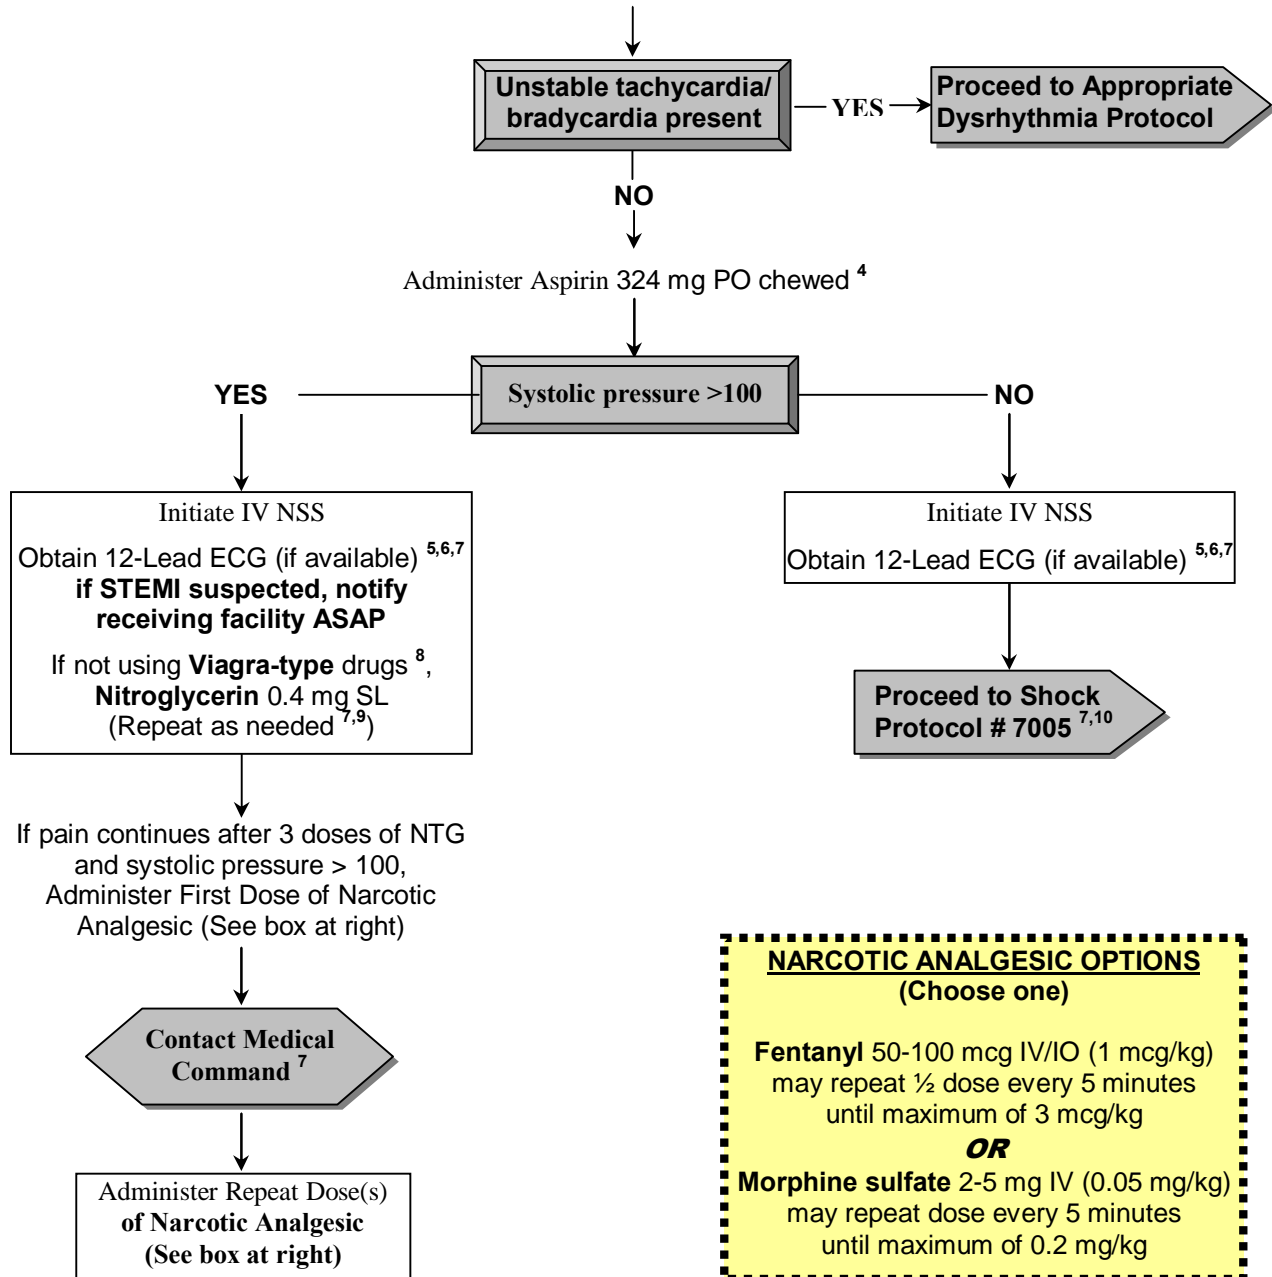 Unstable tachycardia/
bradycardia present
YES
Proceed to Appropriate
Dysrhythmia Protocol
NO
Administer Aspirin 324 mg PO chewed 4
Systolic pressure >100
YES
NO
Initiate IV NSS
Obtain 12-Lead ECG (if available) 5,6,7
if STEMI suspected, notify
receiving facility ASAP
If not using Viagra-type drugs 8,
Nitroglycerin 0.4 mg SL
(Repeat as needed 7,9)
Initiate IV NSS
Obtain 12-Lead ECG (if available) 5,6,7
Proceed to Shock
Protocol # 7005 7,10
If pain continues after 3 doses of NTG
and systolic pressure > 100,
Administer First Dose of Narcotic
Analgesic (See box at right)
Contact Medical
Command 7
Administer Repeat Dose(s)
of Narcotic Analgesic
(See box at right)
NARCOTIC ANALGESIC OPTIONS
(Choose one)
Fentanyl 50-100 mcg IV/IO (1 mcg/kg)
may repeat ½ dose every 5 minutes
until maximum of 3 mcg/kg
OR
Morphine sulfate 2-5 mg IV (0.05 mg/kg)
may repeat dose every 5 minutes
until maximum of 0.2 mg/kg